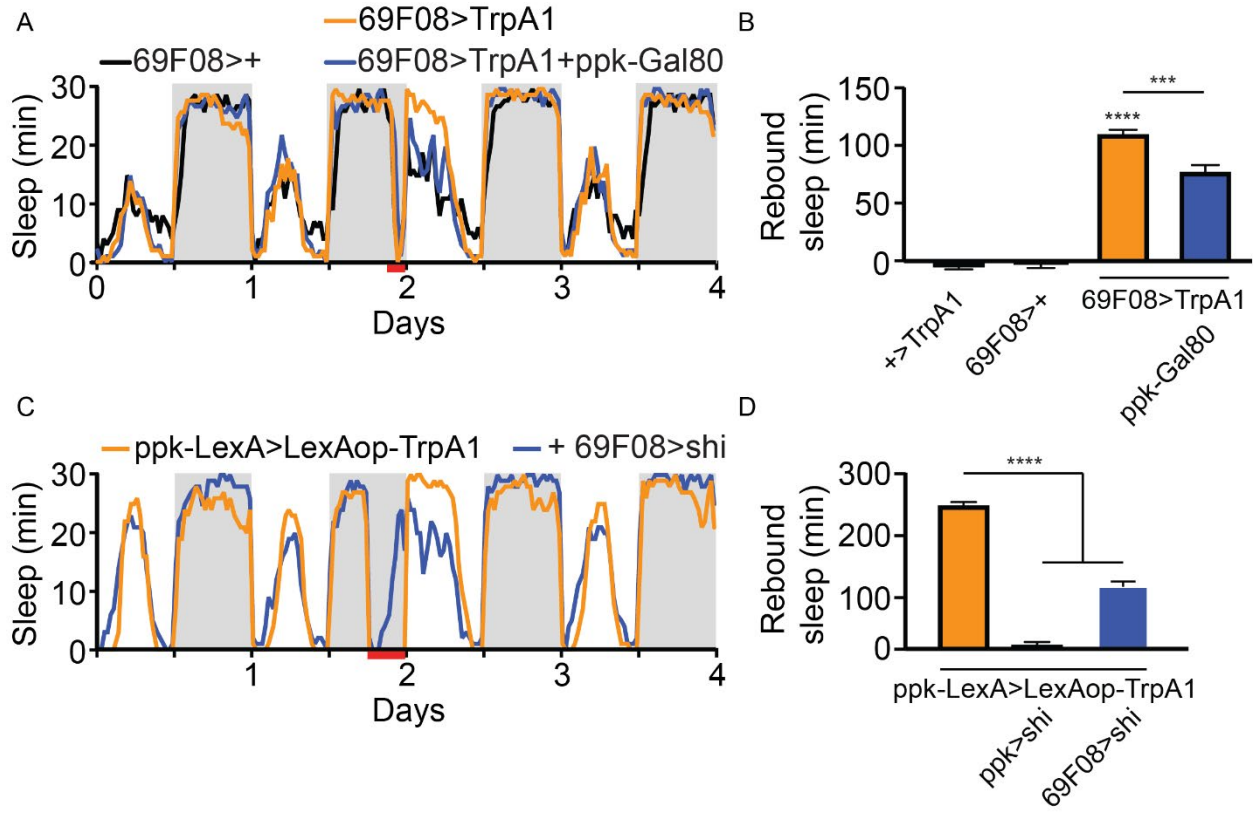 A
69F08>TrpA1
69F08>+
69F08>TrpA1+ppk-Gal80
Sleep (min)
30
20
10
0
0
1
2
3
4
Days
B
Rebound
sleep (min)
150
100
50
0
***
****
+>TrpA1
69F08>+
69F08>TrpA1
ppk-Gal80
C
ppk-LexA>LexAop-TrpA1
+ 69F08>shi
Sleep (min)
30
20
10
0
1
2
3
4
Days
D
Rebound
sleep (min)
300
200
100
0
****
ppk-LexA>LexAop-TrpA1
ppk>shi
69F08>shi